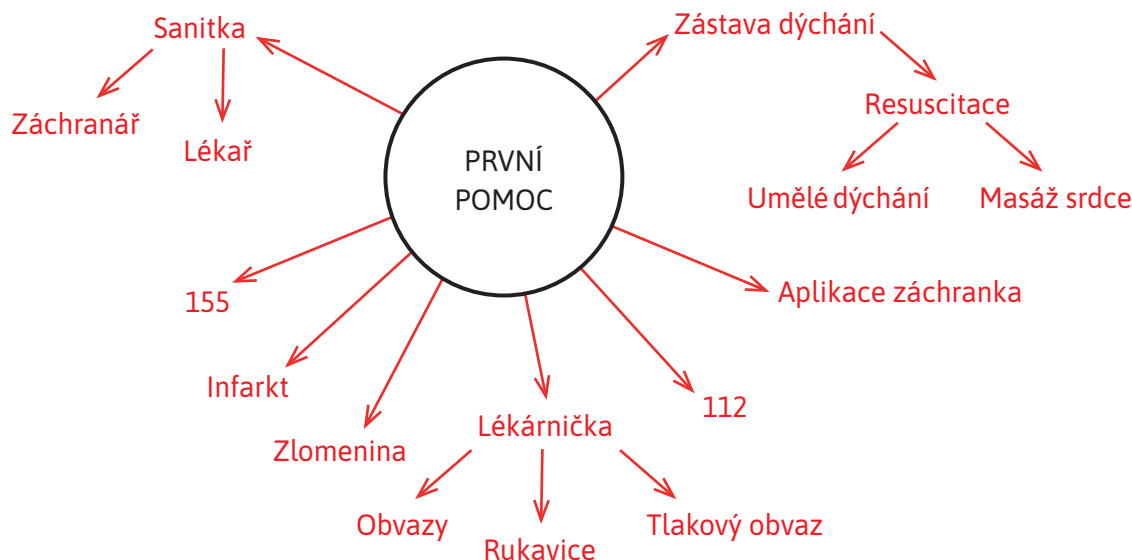 Sanitka
Zástava dýchání
Záchranář
Lékař
Resuscitace
PRVNÍ
POMOC
Umělé dýchání
Masáž srdce
155
Aplikace záchranka
Infarkt
112
Zlomenina
Lékárnička
Obvazy
Rukavice
Tlakový obvaz